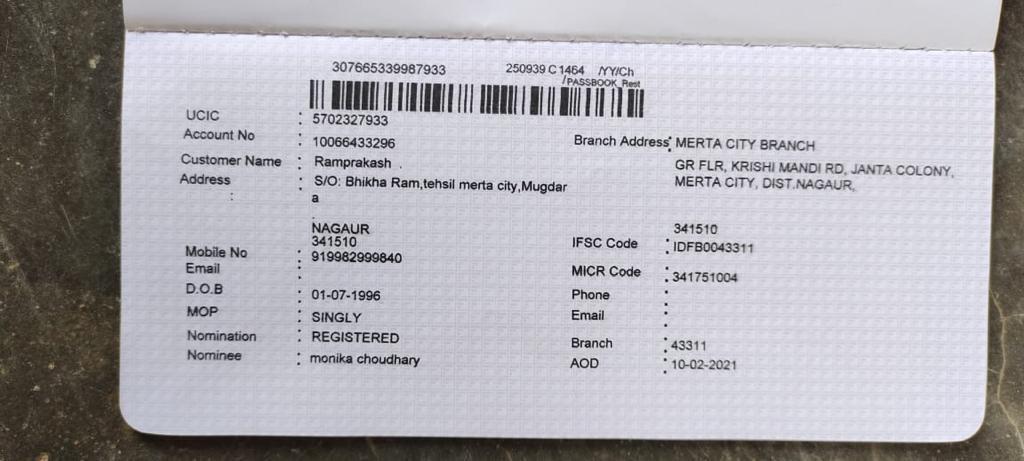 307665339987933 250939 C 1464 /YY/Ch
/PASSBOOK_Rest
UCIC : 5702327933
Account No : 10066433296
Customer Name : Ramprakash .
Address : S/O: Bhikha Ram,tehsil merta city,Mugdar
: a
.
NAGAUR
341510
Mobile No : 919982999840
Email :
D.O.B : 01-07-1996
MOP : SINGLY
Nomination : REGISTERED
Nominee : monika choudhary
Branch Address : MERTA CITY BRANCH
GR FLR, KRISHI MANDI RD, JANTA COLONY,
MERTA CITY, DIST.NAGAUR,
341510
IFSC Code : IDFB0043311
MICR Code : 341751004
Phone :
Email :
Branch : 43311
AOD : 10-02-2021